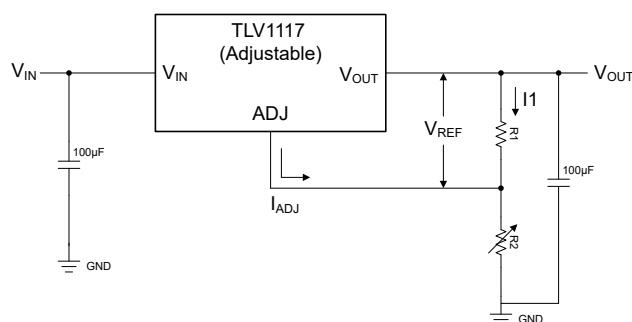 TLV1117
(Adjustable)
VIN
VIN
VOUT
VOUT
ADJ
I1
R1
VREF
100µF
100µF
IADJ
R2
GND
GND